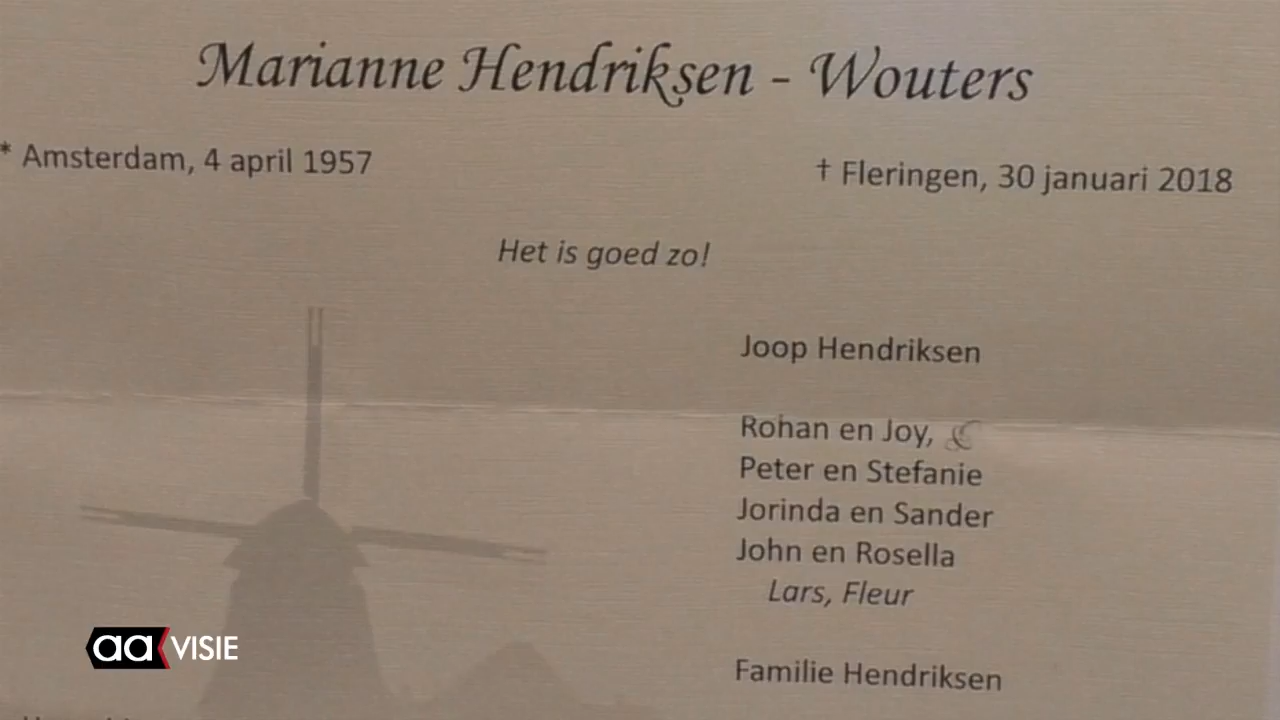 Marianne Hendriksen - Wouters
* Amsterdam, 4 april 1957
† Fleringen, 30 januari 2018
Het is goed zo!
Joop Hendriksen
Rohan en Joy,
Peter en Stefanie
Jorinda en Sander
John en Rosella
Lars, Fleur
Familie Hendriksen
aa VISIE